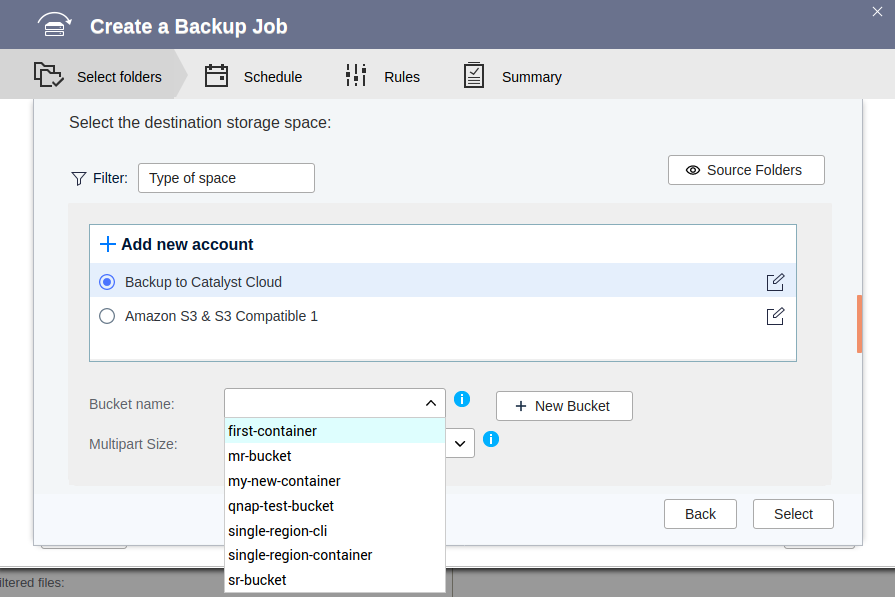 Create a Backup Job
Select folders Schedule Rules Summary
Select the destination storage space:
Filter: Type of space Source Folders
Add new account
Backup to Catalyst Cloud
Amazon S3 & S3 Compatible 1
Bucket name: New Bucket
first-container
Multipart Size:
mr-bucket
my-new-container
qnap-test-bucket
Back Select
single-region-cli
single-region-container
sr-bucket
iltered files: